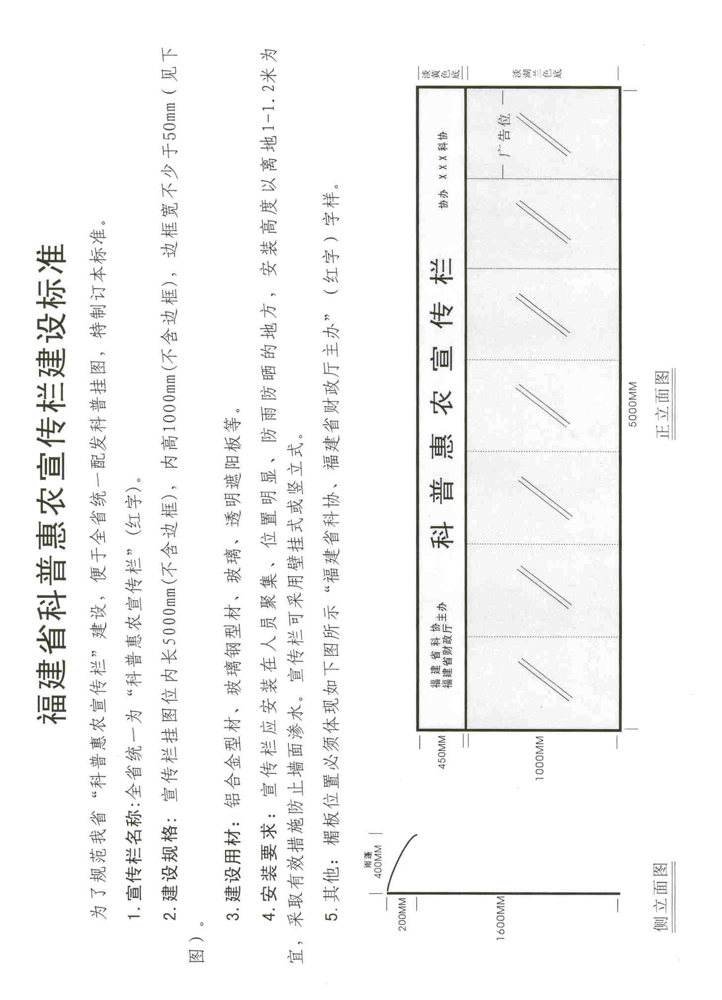 福建省科普惠农宣传栏建设标准
为了规范我省“科普惠农宣传栏”建设，便于全省统一配发科普挂图，特制订本标准。
1.宣传栏名称:全省统一为“科普惠农宣传栏”(红字)。
2.建设规格：宣传栏挂图位内长5000mm(不含边框)，内高1000mm(不含边框)，边框宽不少于50mm（见下
图）。
3.建设用材：铝合金型材、玻璃钢型材、玻璃、透明遮阳板等。
4.安装要求：宣传栏应安装在人员聚集、位置明显、防雨防晒的地方，安装高度以离地1-1.2米为
宜，采取有效措施防止墙面渗水。宣传栏可采用壁挂式或竖立式。
5.其他：楣板位置必须体现如下图所示“福建省科协、福建省财政厅主办”（红字）字样。
雨蓬
400MM
200MM
1600MM
侧立面图
450MM
1000MM
福建省科协
福建省财政厅
主办
科普惠农宣传栏
协办 XXX科协
广告位
淡黄色底
淡湖兰色底
5000MM
正立面图